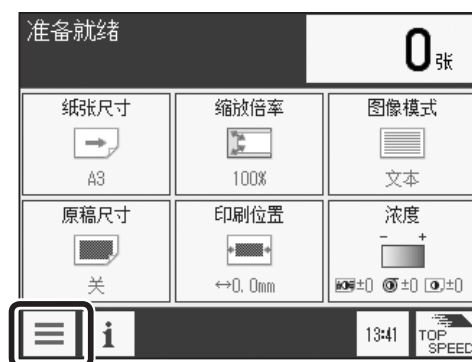 准备就绪
0张
纸张尺寸
缩放倍率
图像模式
A3
100%
文本
原稿尺寸
印刷位置
浓度
- +
关
↔0.0mm
±0 ±0 ±0
i
13:41
TOP
SPEED